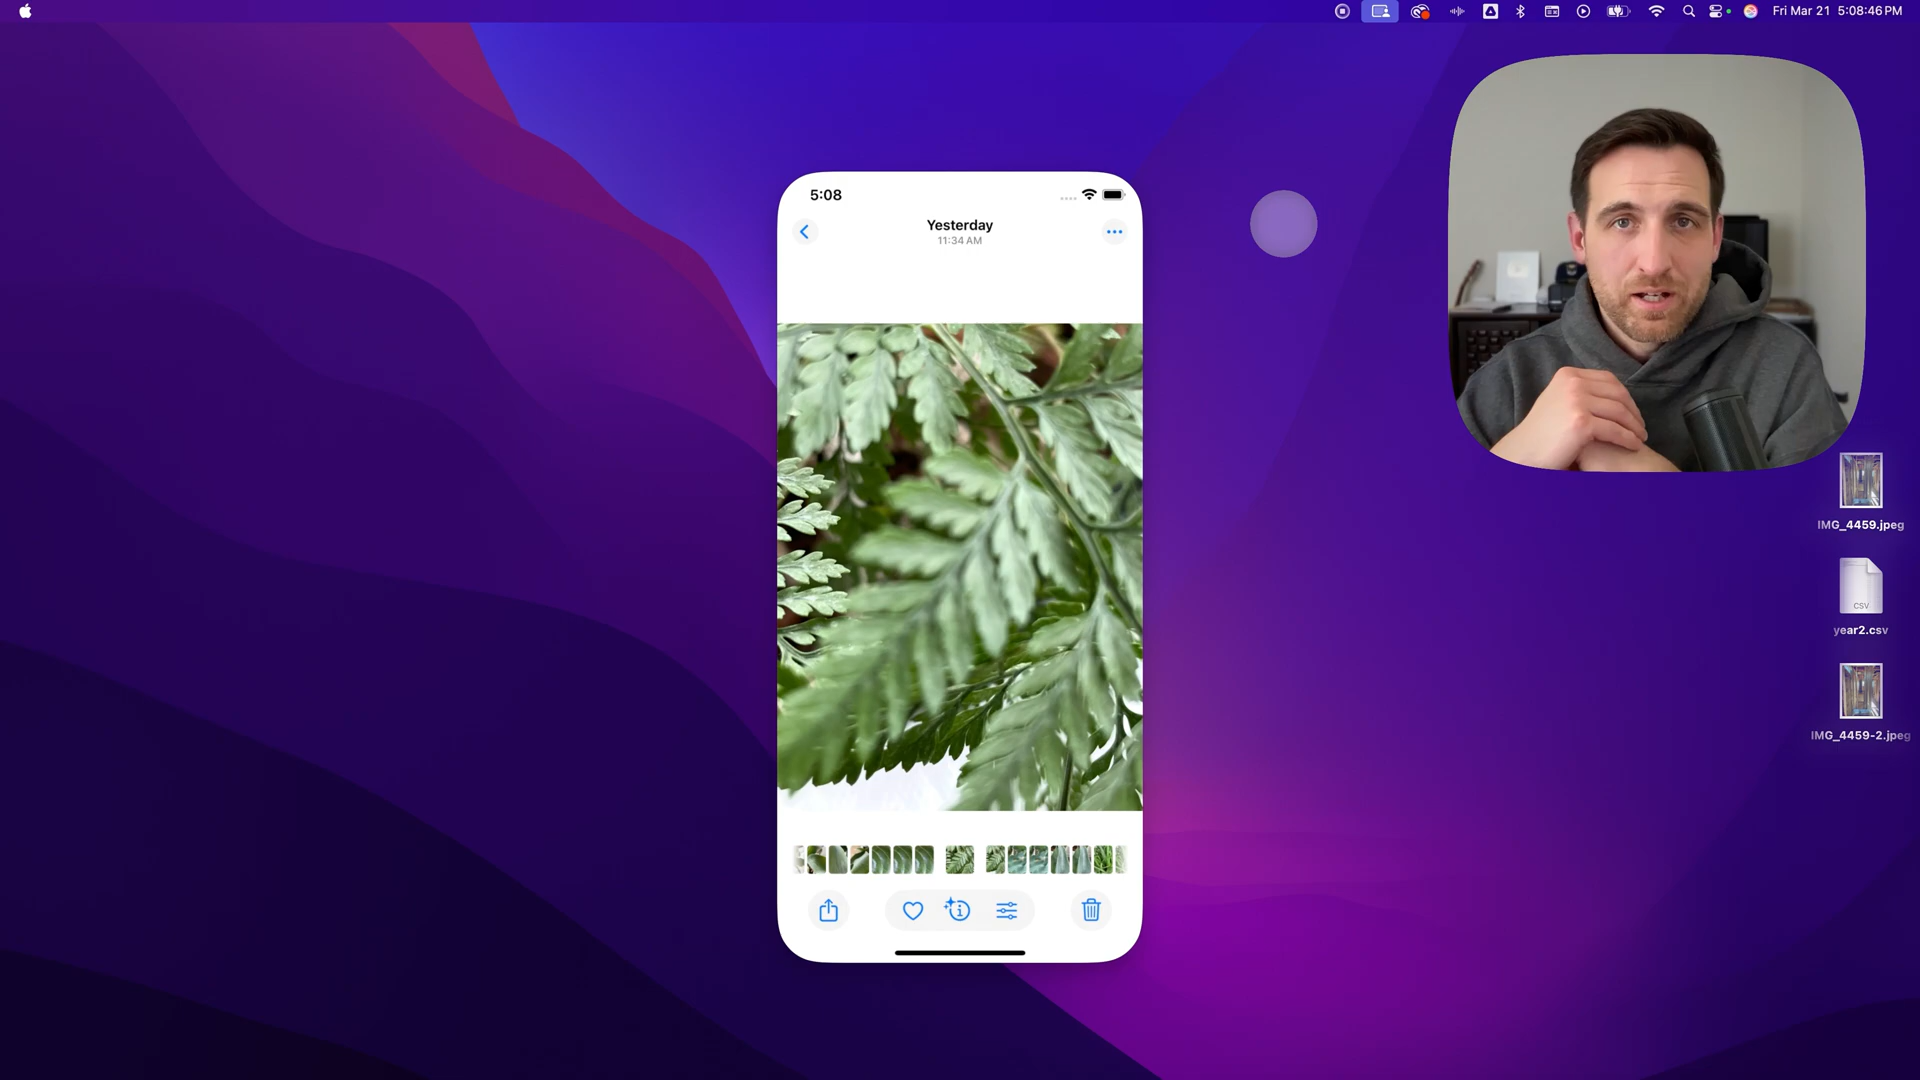 Fri Mar 21 5:08:46 PM
5:08
Yesterday
11:34 AM
IMG_4459.jpeg
CSV
year2.csv
IMG_4459-2.jpeg